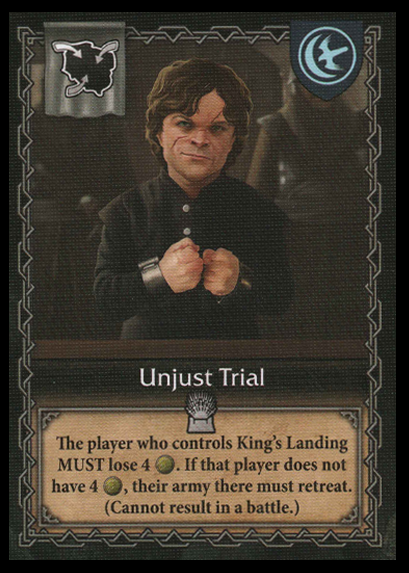 Unjust Trial
The player who controls King's Landing
MUST lose 4 . If that player does not
have 4 , their army there must retreat.
(Cannot result in a battle.)